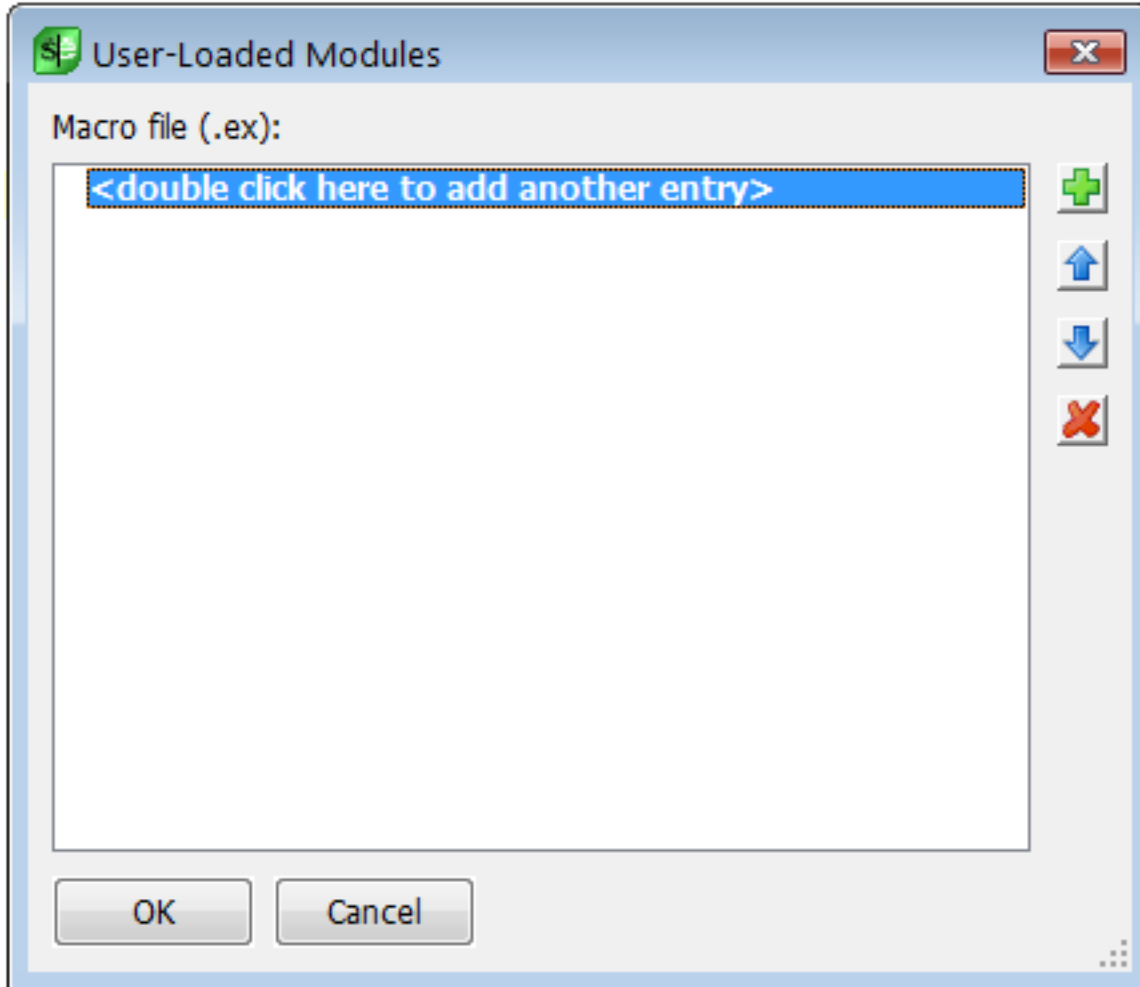 User-Loaded Modules
Macro file (.ex):
<double click here to add another entry>
OK
Cancel